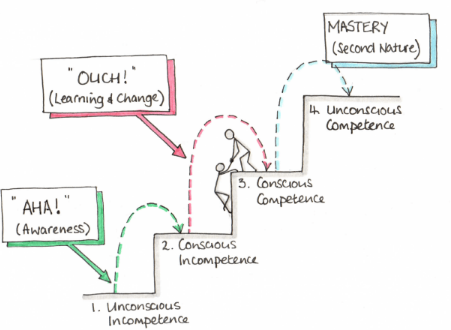 MASTERY
(Second Nature)
"OUCH!"
(Learning & Change)
4. Unconscious
Competence
3. Conscious
Competence
"AHA!"
(Awareness)
2. Conscious
Incompetence
1. Unconscious
Incompetence